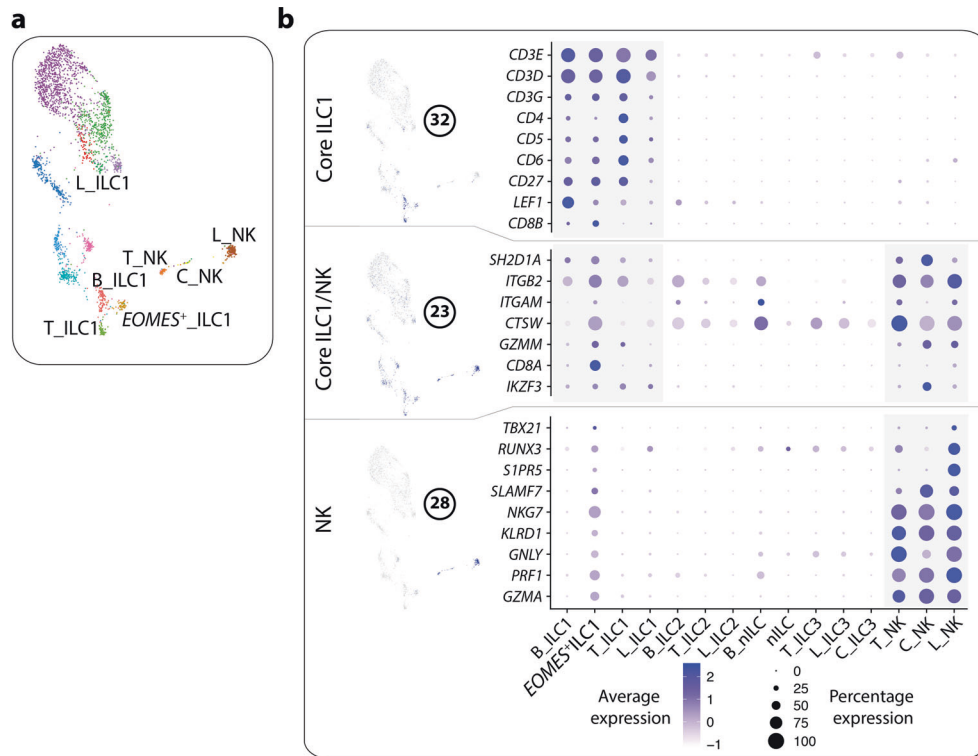 a
L_ILC1
L_NK
T_NK
C_NK
B_ILC1
EOMES⁺_ILC1
T_ILC1
b
Core ILC1
32
CD3E
CD3D
CD3G
CD4
CD5
CD6
CD27
LEF1
CD8B
Core ILC1/NK
23
SH2D1A
ITGB2
ITGAM
CTSW
GZMM
CD8A
IKZF3
NK
28
TBX21
RUNX3
S1PR5
SLAMF7
NKG7
KLRD1
GNLY
PRF1
GZMA
B_ILC1
EOMES⁺ILC1
T_ILC1
L_ILC1
B_ILC2
T_ILC2
L_ILC2
B_nILC
nILC
T_ILC3
L_ILC3
C_ILC3
T_NK
C_NK
L_NK
Average
expression
2
1
0
−1
0
25
50
75
100
Percentage
expression